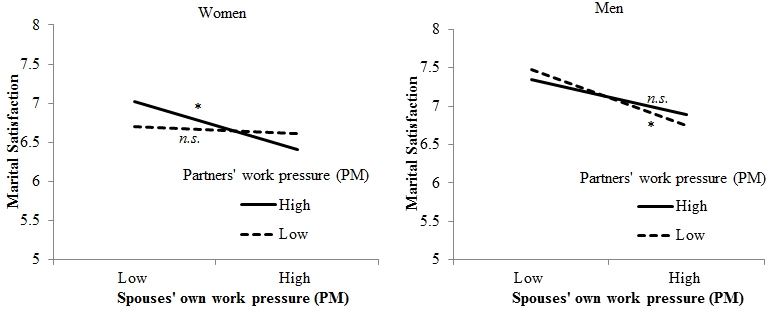 Women
8
7.5
7
6.5
6
5.5
5
Marital Satisfaction
*
n.s.
Partners' work pressure (PM)
High
Low
Low High
Spouses' own work pressure (PM)
Men
8
7.5
7
6.5
6
5.5
5
Marital Satisfaction
n.s.
*
Partners' work pressure (PM)
High
Low
Low High
Spouses' own work pressure (PM)